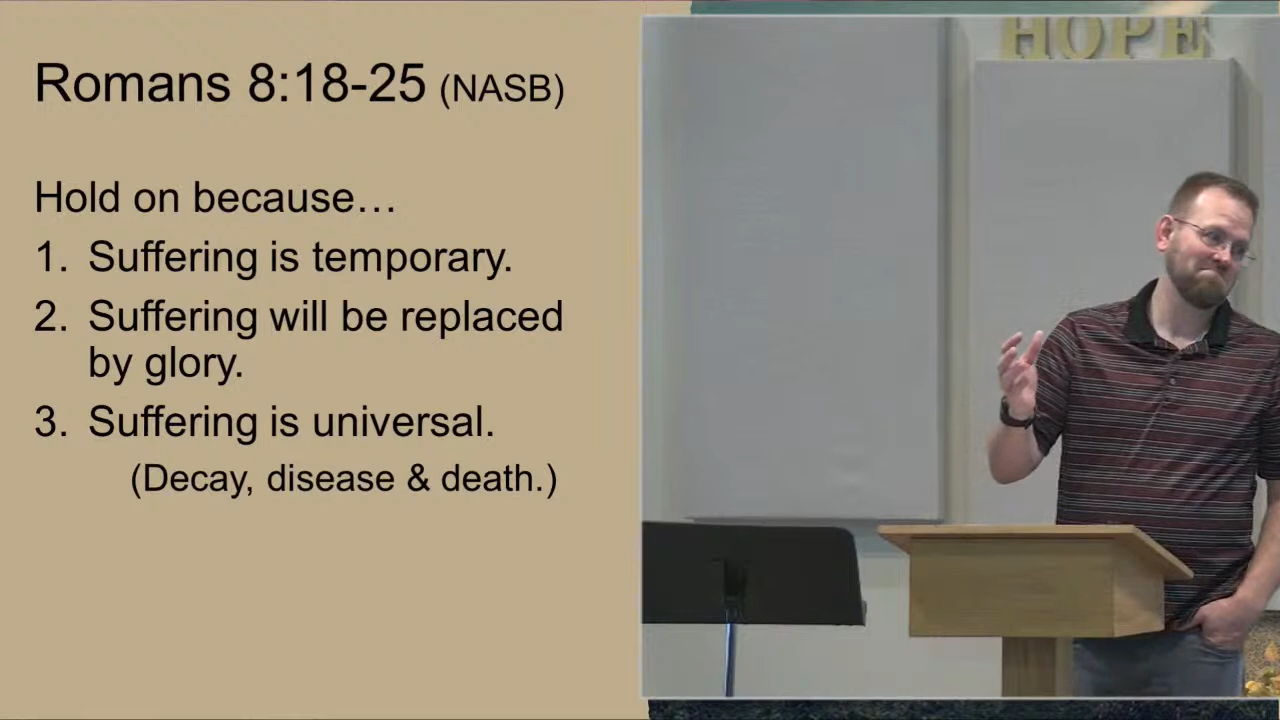 Romans 8:18-25 (NASB)
Hold on because…
1. Suffering is temporary.
2. Suffering will be replaced
by glory.
3. Suffering is universal.
(Decay, disease & death.)
HOPE